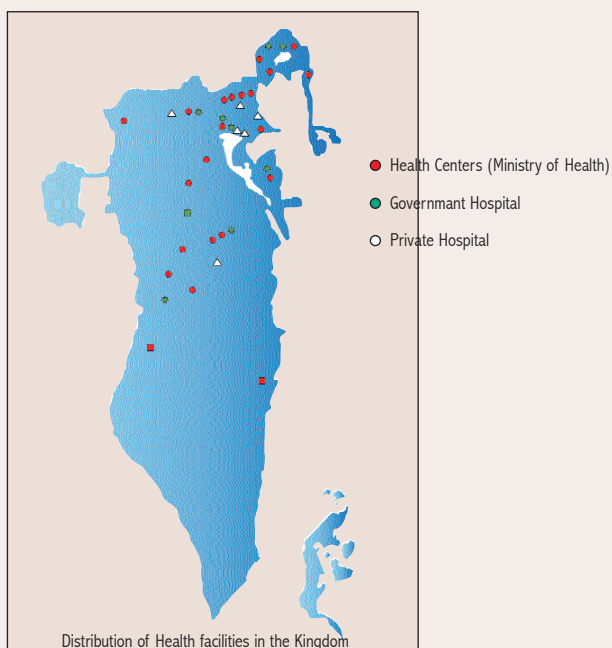 Health Centers (Ministry of Health)
Governmant Hospital
Private Hospital
Distribution of Health facilities in the Kingdom